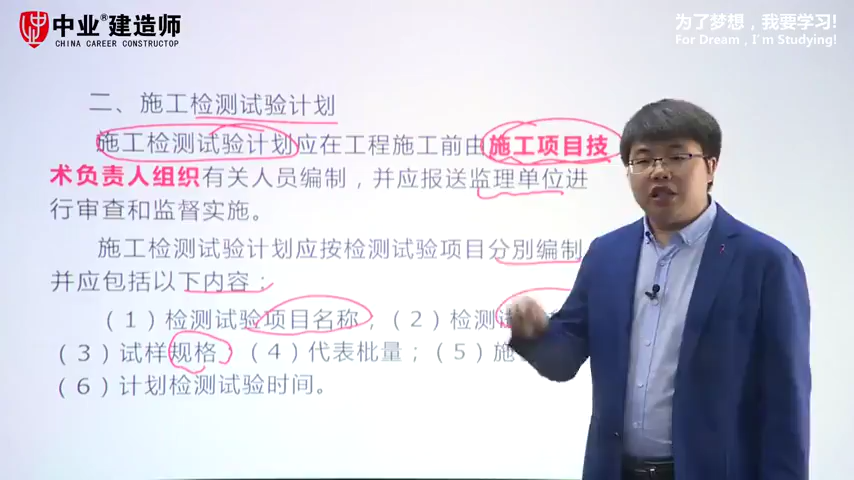 中业®建造师
CHINA CAREER CONSTRUCTOP
为了梦想，我要学习!
For Dream , I'm Studying!
二、施工检测试验计划
施工检测试验计划应在工程施工前由施工项目技
术负责人组织有关人员编制，并应报送监理单位进
行审查和监督实施。
施工检测试验计划应按检测试验项目分别编制，
并应包括以下内容：
（1）检测试验项目名称；（2）检测
（3）试样规格；（4）代表批量；（5）施
（6）计划检测试验时间。